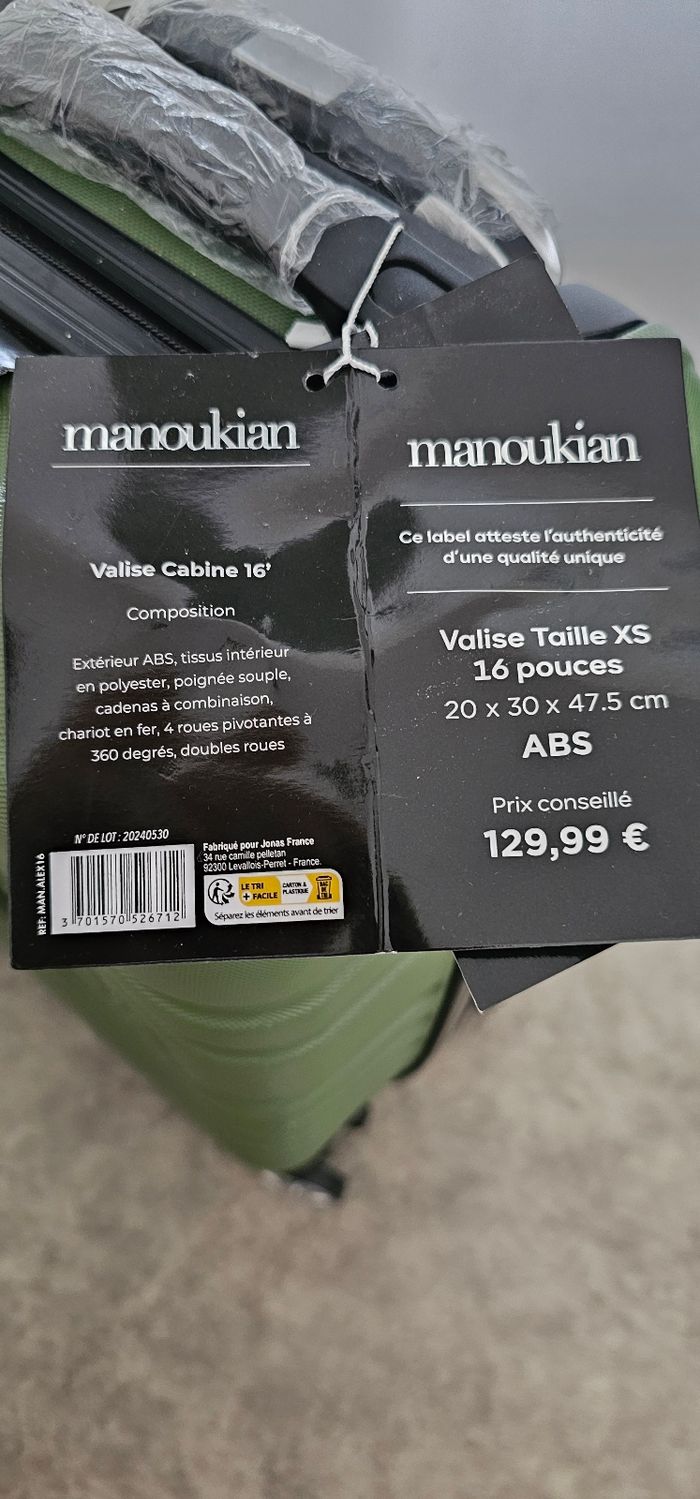 manoukian
Valise Cabine 16'
Composition
Extérieur ABS, tissus intérieur
en polyester, poignée souple,
cadenas à combinaison,
chariot en fer, 4 roues pivotantes à
360 degrés, doubles roues
N° DE LOT : 20240530
REF: MAN.ALEX16
3 701570 526712
Fabriqué pour Jonas France
34 rue camille pelletan
92300 Levallois-Perret - France.
LE TRI
+ FACILE
CARTON &
PLASTIQUE
BAC
DE TRI
Séparez les éléments avant de trier
manoukian
Ce label atteste l'authenticité
d'une qualité unique
Valise Taille XS
16 pouces
20 x 30 x 47.5 cm
ABS
Prix conseillé
129,99 €